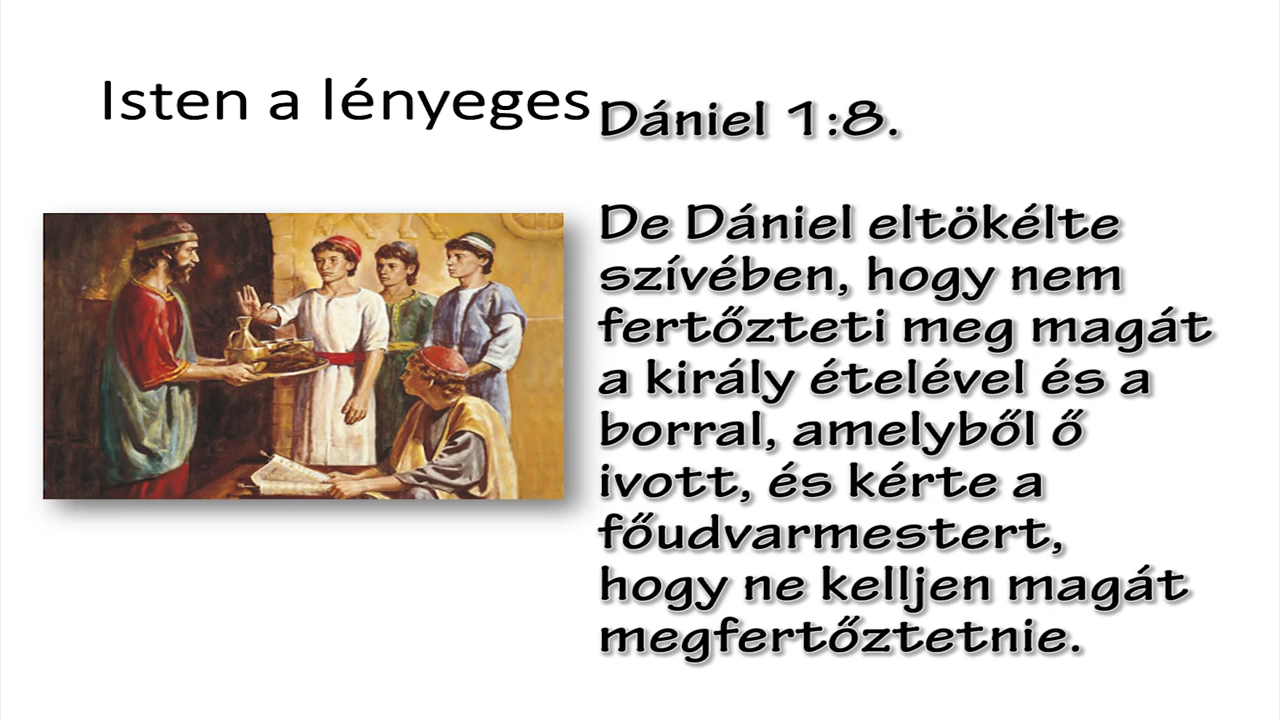 Isten a lényeges
Dániel 1:8.
De Dániel eltökélte
szívében, hogy nem
fertőzteti meg magát
a király ételével és a
borral, amelyből ő
ivott, és kérte a
főudvarmestert,
hogy ne kelljen magát
megfertőztetnie.